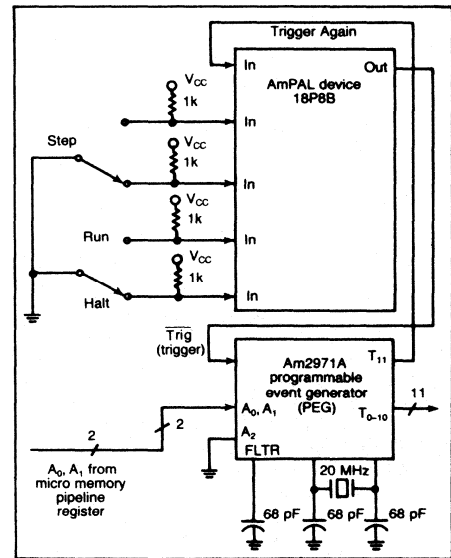 Trigger Again
In
Out
AmPAL device
18P8B
VCC
1k
In
Step
VCC
1k
In
VCC
Run
1k
In
VCC
1k
Halt
In
Trig
(trigger)
Am2971A
programmable
event generator
(PEG)
T11
A0, A1
T0–10
11
A2
FLTR
2
2
A0, A1 from
micro memory
pipeline
register
20 MHz
68 pF
68 pF
68 pF